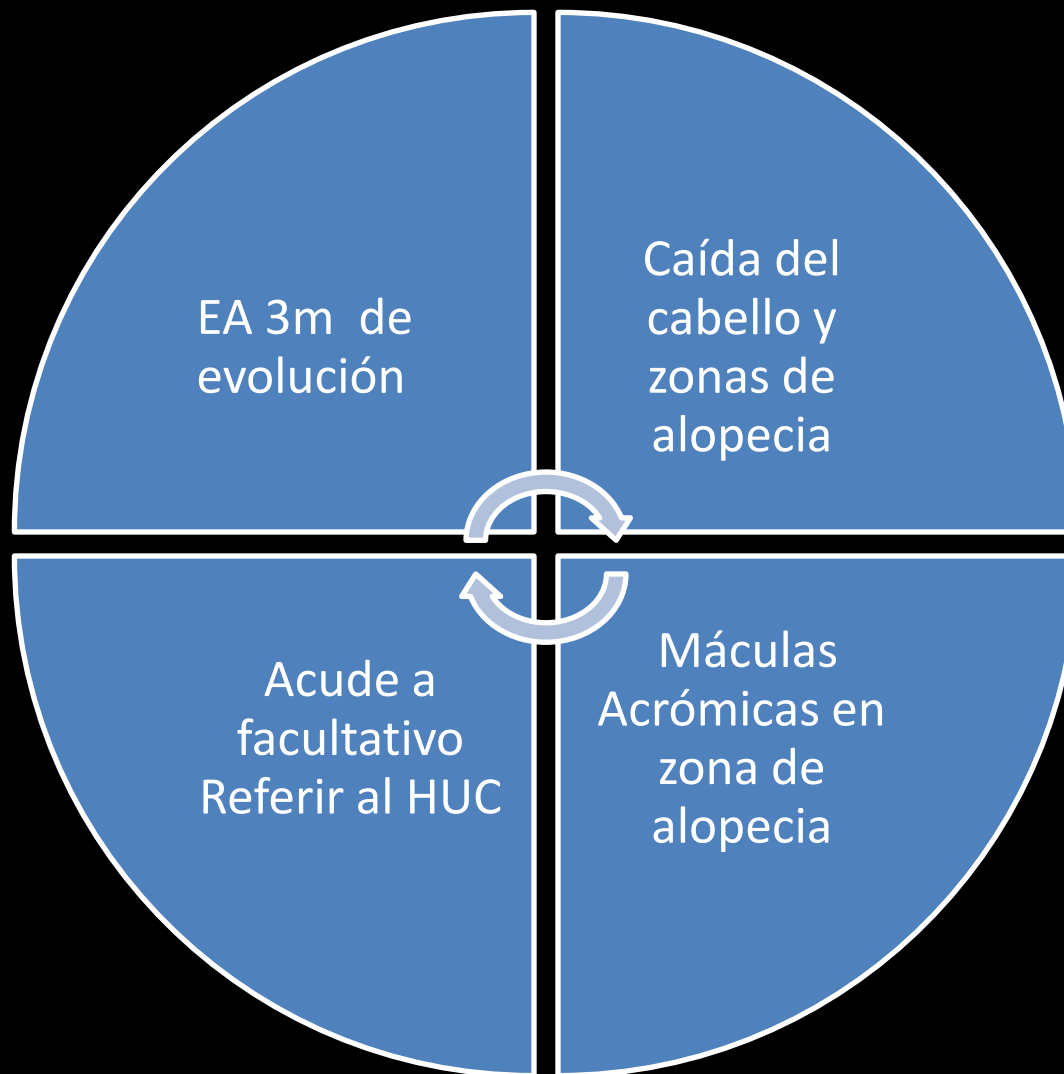 EA 3m  de
evolución
Caída del
cabello y
zonas de
alopecia
Máculas
Acrómicas en
zona de
alopecia
Acude a
facultativo
Referir al HUC